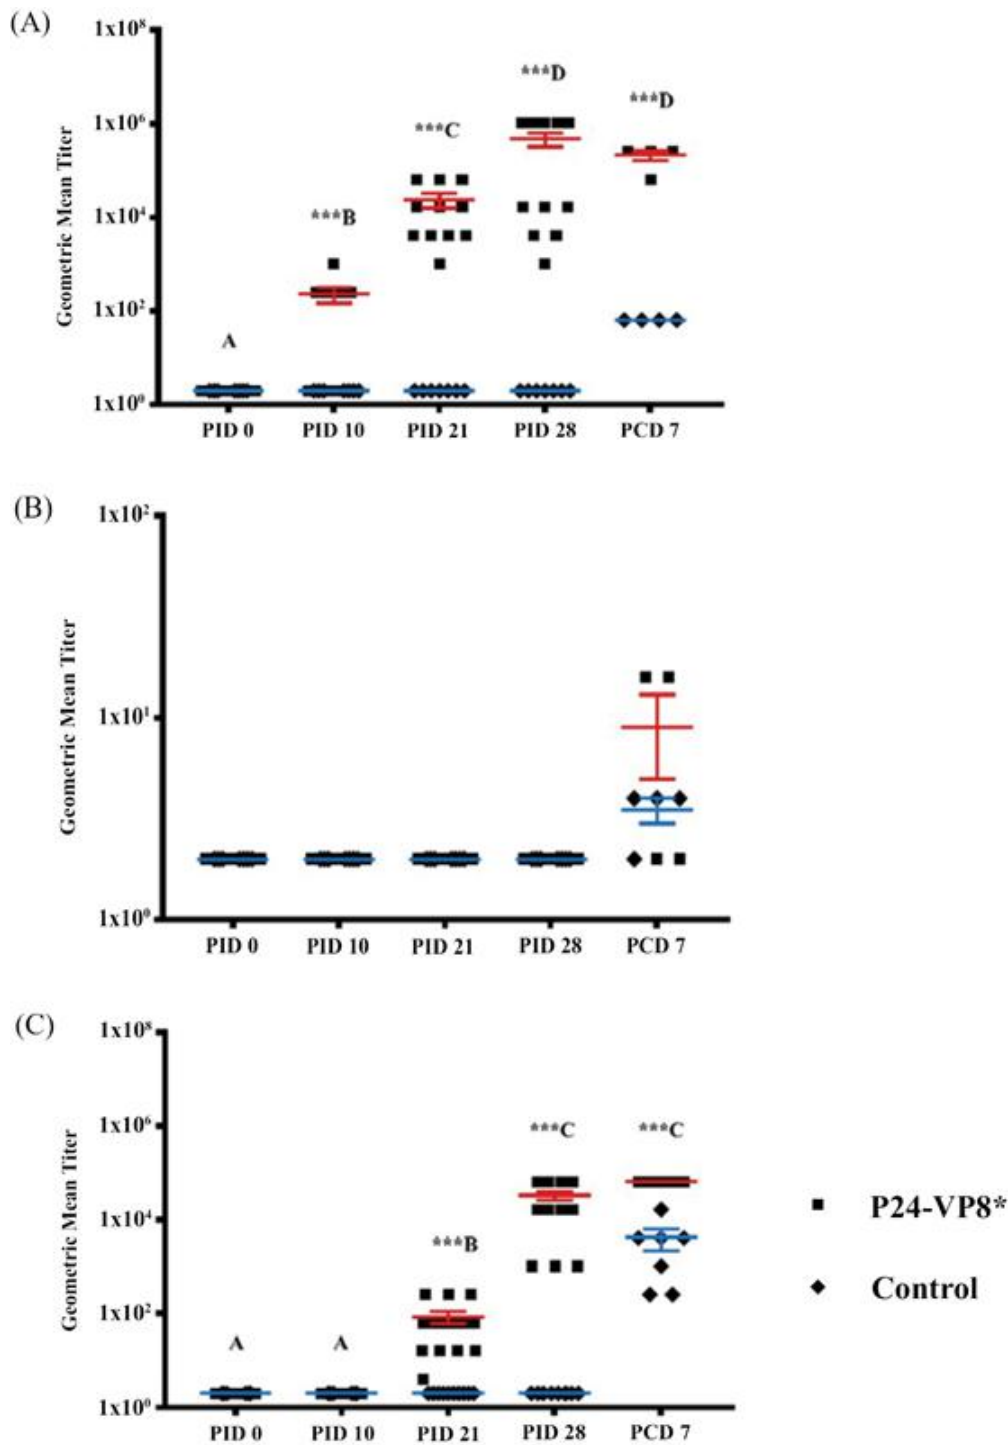 (A)
1x10⁸
***D
***D
1x10⁶
***C
Geometric Mean Titer
***B
1x10⁴
1x10²
A
1x10⁰
PID 0 PID 10 PID 21 PID 28 PCD 7
(B)
1x10²
Geometric Mean Titer
1x10¹
1x10⁰
PID 0 PID 10 PID 21 PID 28 PCD 7
(C)
1x10⁸
1x10⁶
***C ***C
Geometric Mean Titer
1x10⁴
***B
1x10²
A A
1x10⁰
PID 0 PID 10 PID 21 PID 28 PCD 7
P24-VP8*
Control